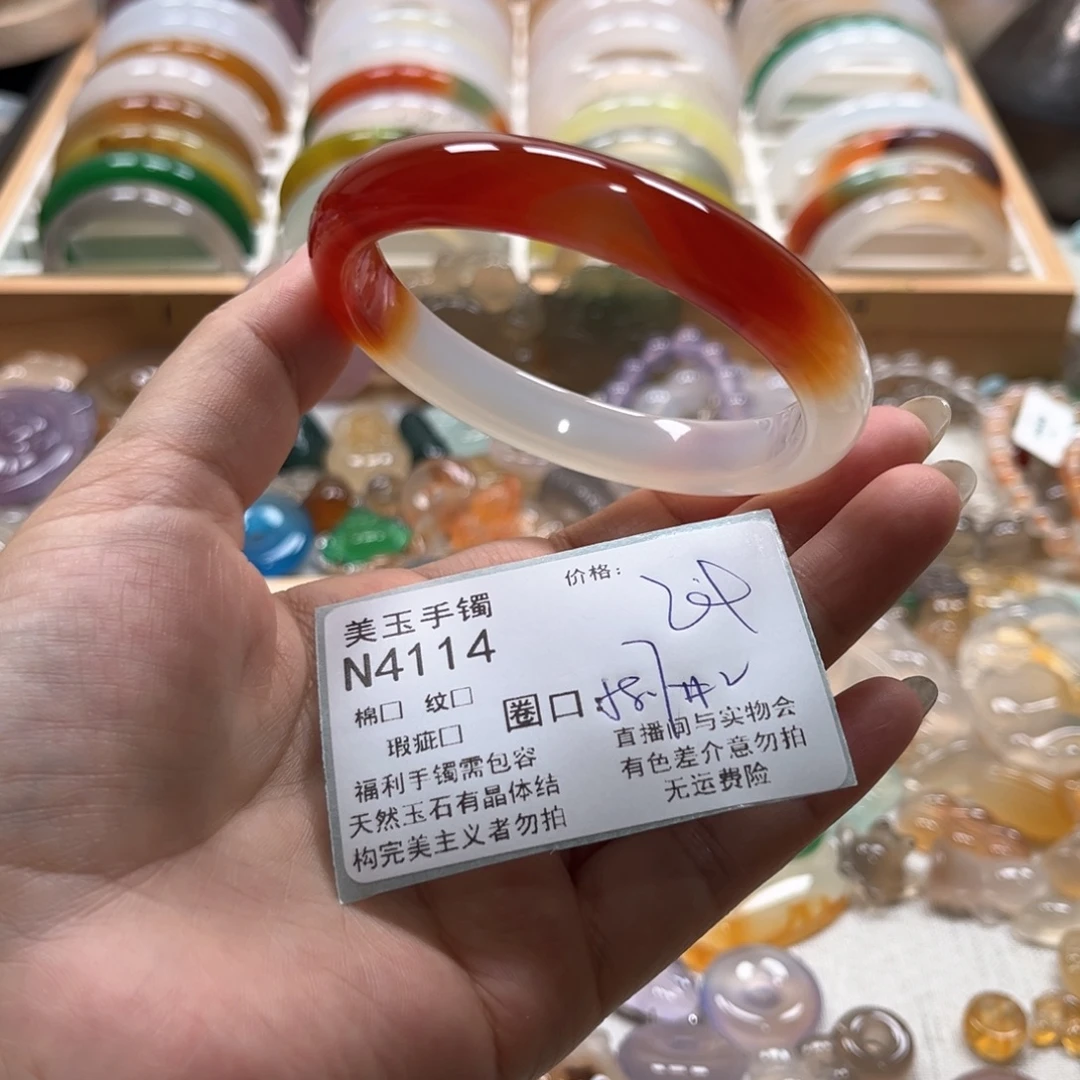 价格:
美玉手镯
N4114
棉□ 纹□
圈口:
瑕疵□
福利手镯需包容
天然玉石有晶体结
构完美主义者勿拍
直播间与实物会
有色差介意勿拍
无运费险